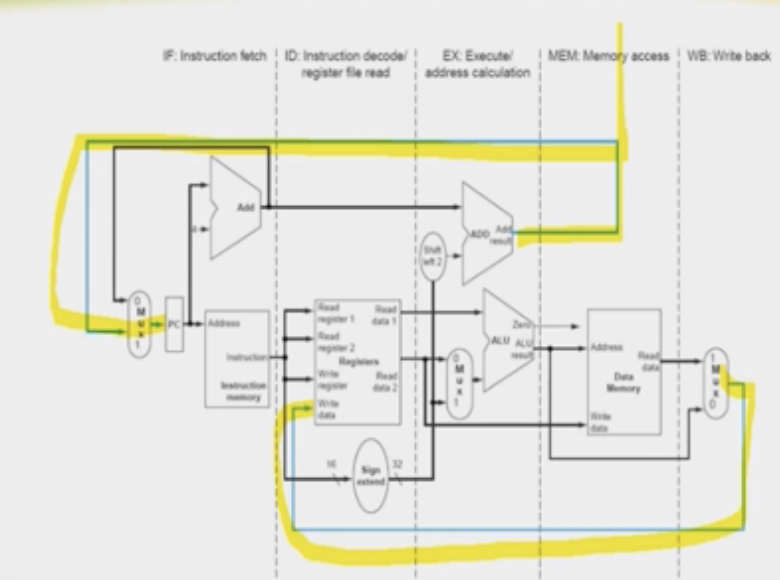 IF: Instruction fetch
ID: Instruction decode/
register file read
EX: Execute/
address calculation
MEM: Memory access
WB: Write back
Add
4
Shift
left 2
ADD
Add
result
0
M
u
x
1
PC
Address
Instruction
Instruction
memory
Read
register 1
Read
register 2
Write
register
Write
data
Registers
Read
data 1
Read
data 2
16
Sign
extend
32
0
M
u
x
1
Zero
ALU
ALU
result
Address
Read
data
Data
Memory
Write
data
1
M
u
x
0